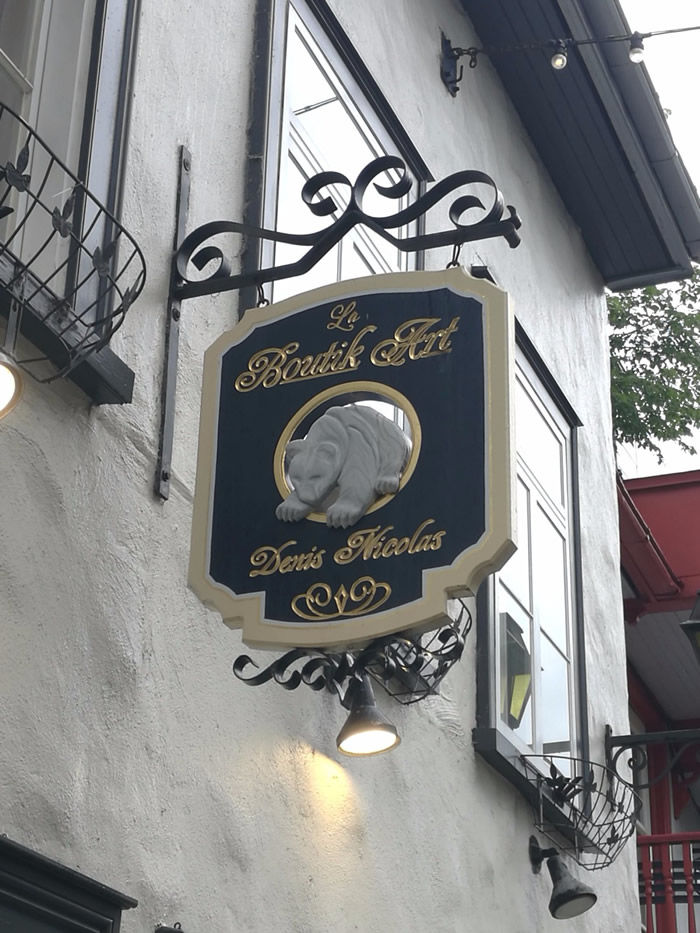 La
Boutik Art
Denis Nicolas